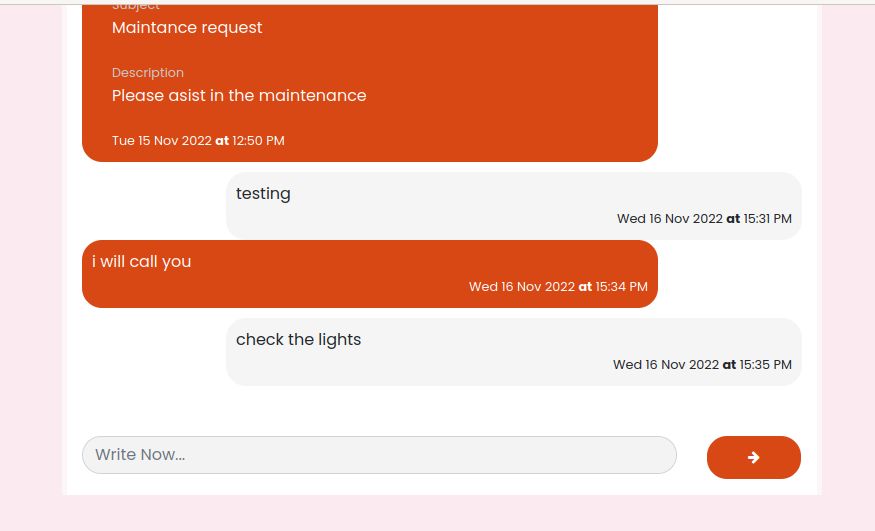 Subject
Maintance request
Description
Please asist in the maintenance
Tue 15 Nov 2022 at 12:50 PM
testing
Wed 16 Nov 2022 at 15:31 PM
i will call you
Wed 16 Nov 2022 at 15:34 PM
check the lights
Wed 16 Nov 2022 at 15:35 PM
Write Now...